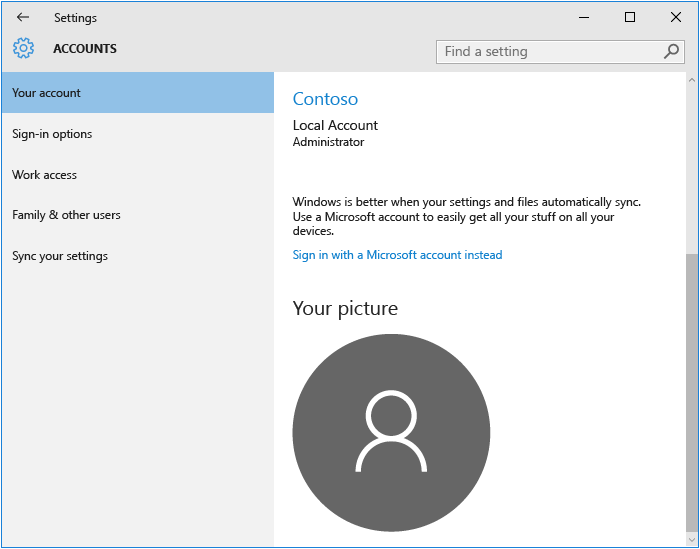 Settings
ACCOUNTS
Find a setting
Your account
Sign-in options
Work access
Family & other users
Sync your settings
Contoso
Local Account
Administrator
Windows is better when your settings and files automatically sync.
Use a Microsoft account to easily get all your stuff on all your
devices.
Sign in with a Microsoft account instead
Your picture